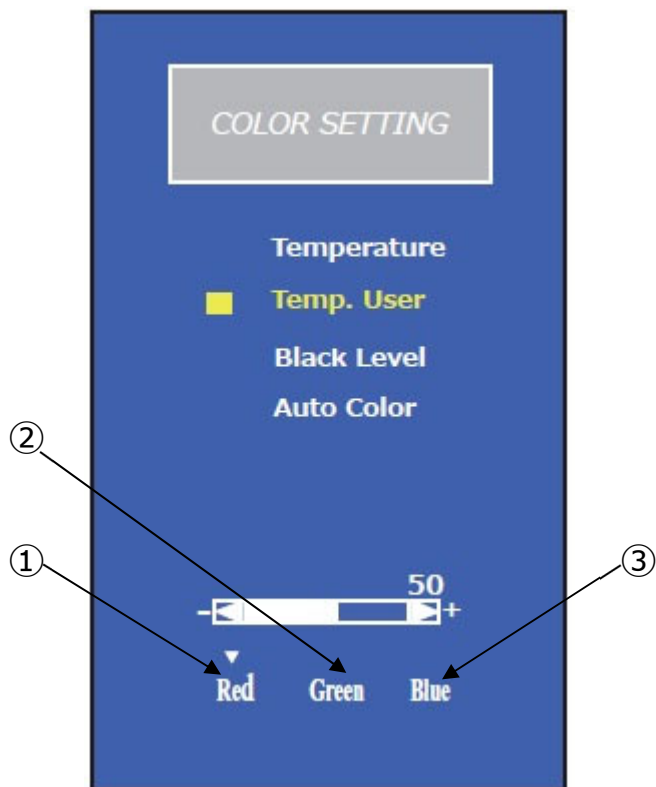 COLOR SETTING
Temperature
Temp. User
Black Level
Auto Color
②
①
③
50
- +
Red Green Blue